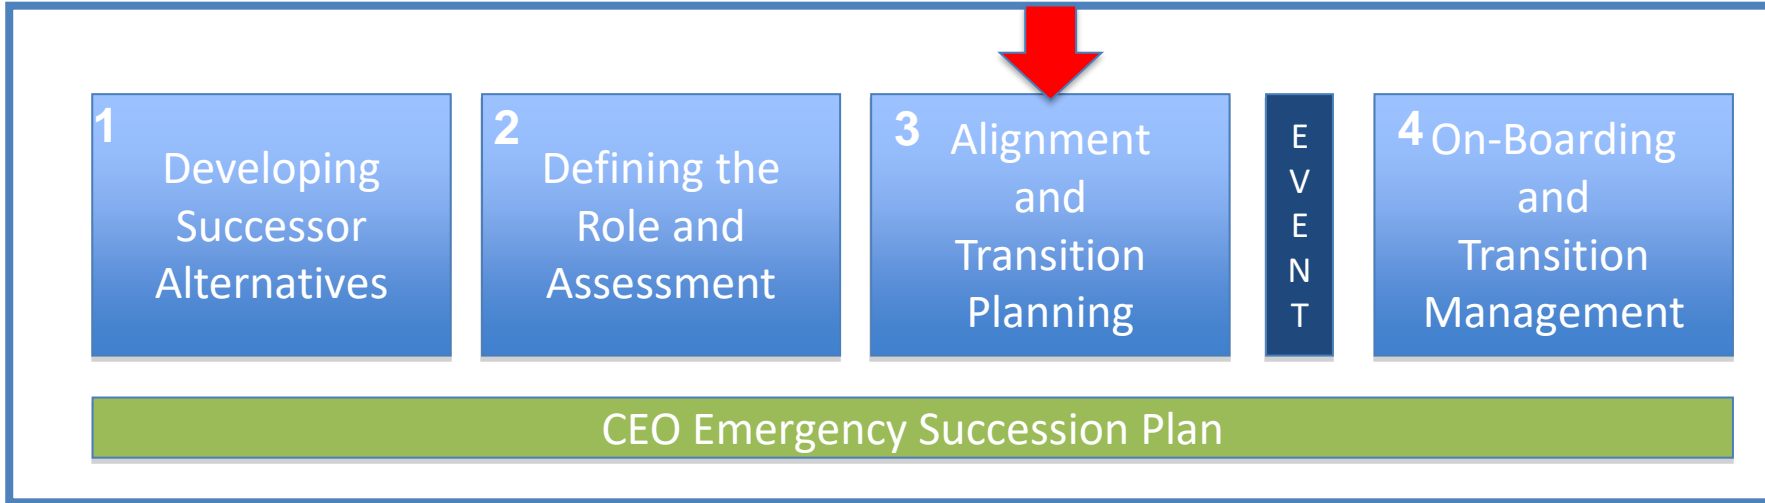 1
Developing
Successor
Alternatives
2
Defining the
Role and
Assessment
3
Alignment
and
Transition
Planning
E
V
E
N
T
4
On-Boarding
and
Transition
Management
CEO Emergency Succession Plan